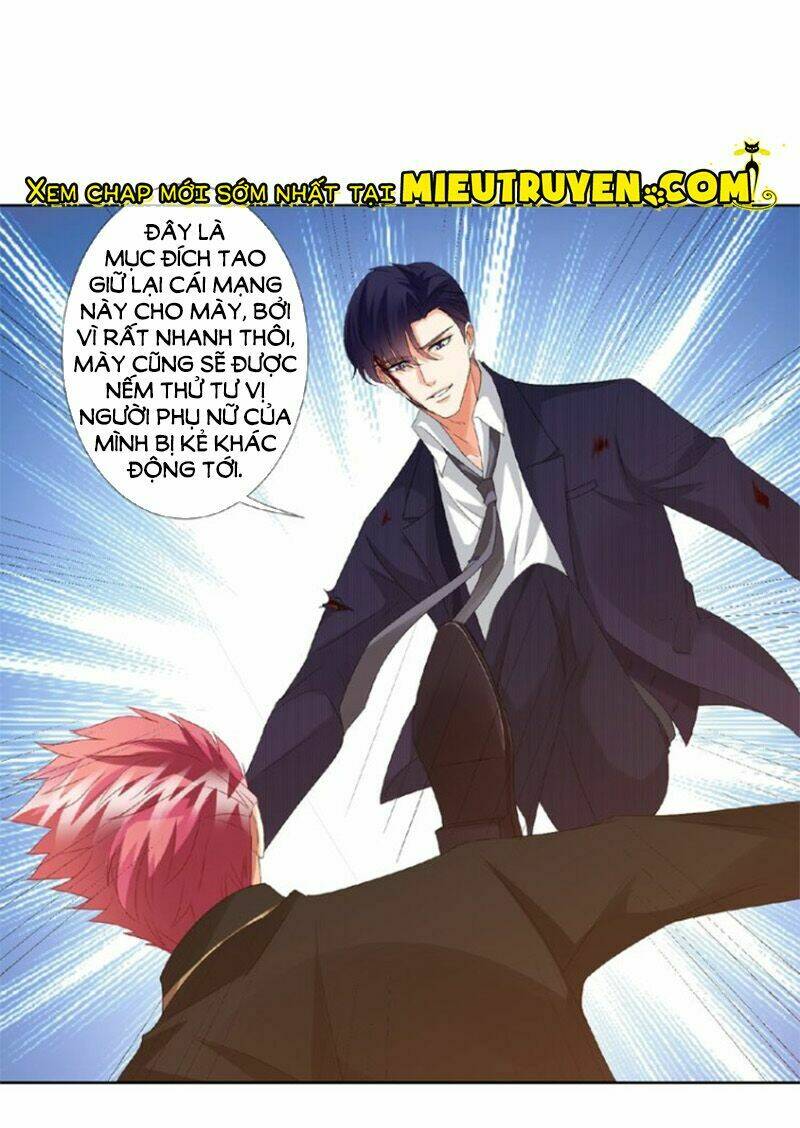 XEM CHAP MỚI SỚM NHẤT TẠI MIEUTRUYEN.COM
ĐÂY LÀ
MỤC ĐÍCH TAO
GIỮ LẠI CÁI MẠNG
NÀY CHO MÀY, BỞI
VÌ RẤT NHANH THÔI,
MÀY CŨNG SẼ ĐƯỢC
NẾM THỬ TƯ VỊ
NGƯỜI PHỤ NỮ CỦA
MÌNH BỊ KẺ KHÁC
ĐỘNG TỚI.